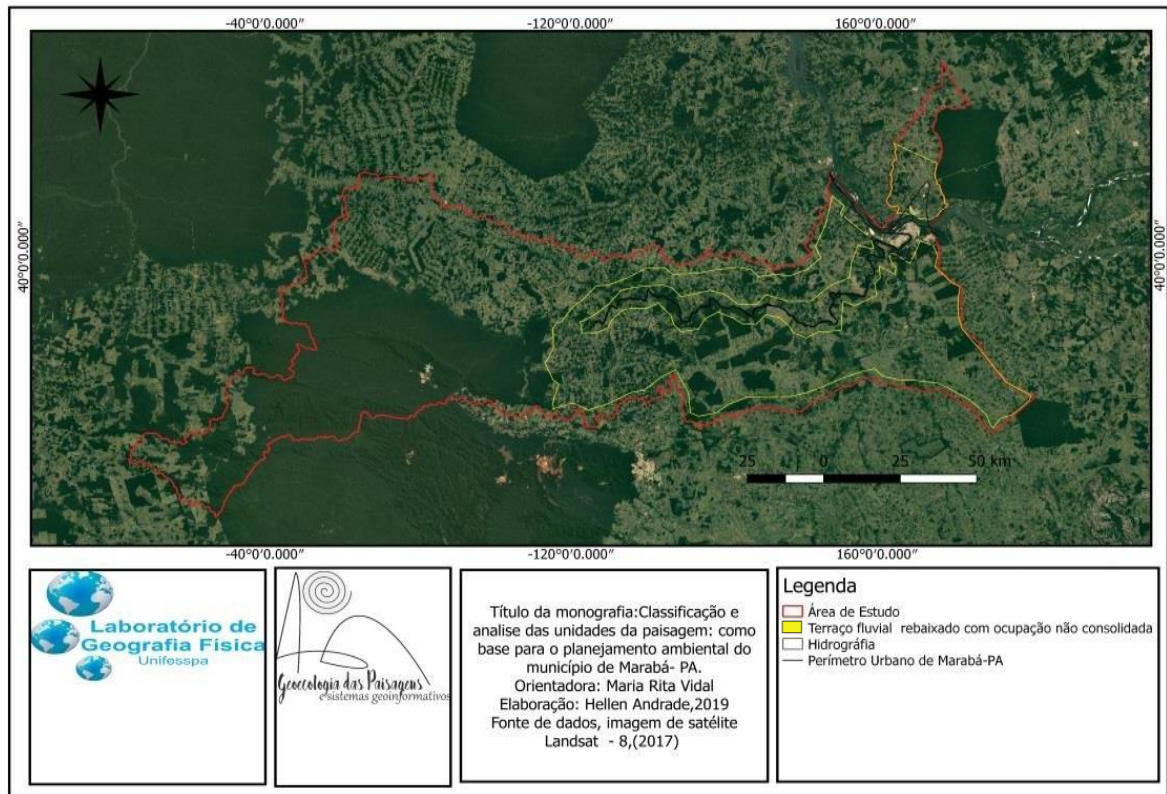 -40°0'0.000" -120°0'0.000" 160°0'0.000"
40°0'0.000" 40°0'0.000"
25 0 25 50 km
-40°0'0.000" -120°0'0.000" 160°0'0.000"
Laboratório de
Geografia Física
Unifesspa
Geoecologia das Paisagens
e sistemas geoinformativos
Título da monografia:Classificação e
analise das unidades da paisagem: como
base para o planejamento ambiental do
município de Marabá- PA.
Orientadora: Maria Rita Vidal
Elaboração: Hellen Andrade,2019
Fonte de dados, imagem de satélite
Landsat - 8,(2017)
Legenda
Área de Estudo
Terraço fluvial rebaixado com ocupação não consolidada
Hidrográfia
Perímetro Urbano de Marabá-PA